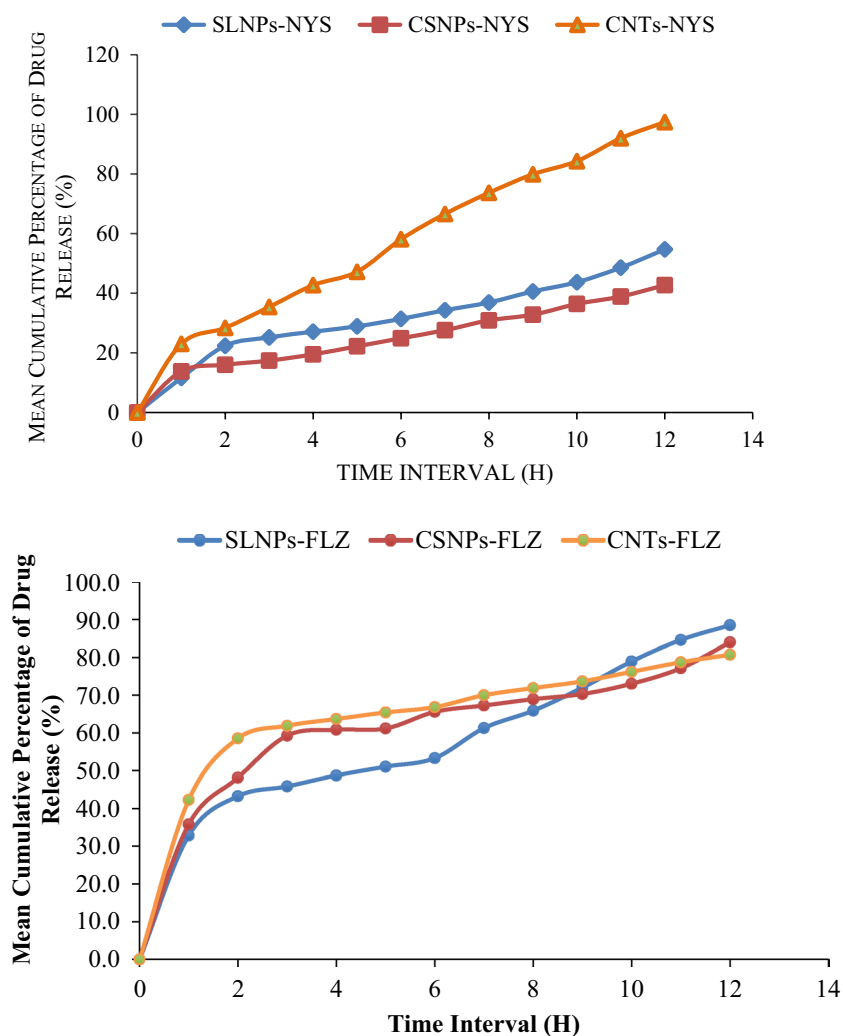 SLNPs-NYS CSNPs-NYS CNTs-NYS
MEAN CUMULATIVE PERCENTAGE OF DRUG
RELEASE (%)
120
100
80
60
40
20
0
0 2 4 6 8 10 12 14
TIME INTERVAL (H)
SLNPs-FLZ CSNPs-FLZ CNTs-FLZ
Mean Cumulative Percentage of Drug
Release (%)
100.0
90.0
80.0
70.0
60.0
50.0
40.0
30.0
20.0
10.0
0.0
0 2 4 6 8 10 12 14
Time Interval (H)